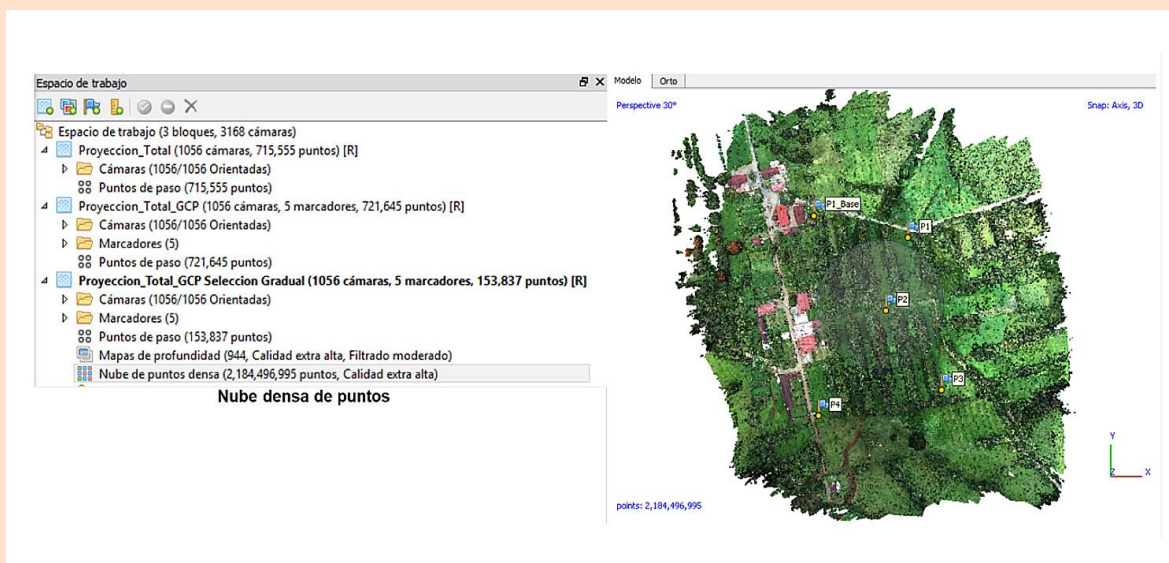 Espacio de trabajo
Espacio de trabajo (3 bloques, 3168 cámaras)
Proyeccion_Total (1056 cámaras, 715,555 puntos) [R]
Cámaras (1056/1056 Orientadas)
Puntos de paso (715,555 puntos)
Proyeccion_Total_GCP (1056 cámaras, 5 marcadores, 721,645 puntos) [R]
Cámaras (1056/1056 Orientadas)
Marcadores (5)
Puntos de paso (721,645 puntos)
Proyeccion_Total_GCP Seleccion Gradual (1056 cámaras, 5 marcadores, 153,837 puntos) [R]
Cámaras (1056/1056 Orientadas)
Marcadores (5)
Puntos de paso (153,837 puntos)
Mapas de profundidad (944, Calidad extra alta, Filtrado moderado)
Nube de puntos densa (2,184,496,995 puntos, Calidad extra alta)
Nube densa de puntos
Modelo Orto
Perspective 30° Snap: Axis, 3D
P1_Base
P1
P2
P3
P4
Y
Z X
points: 2,184,496,995